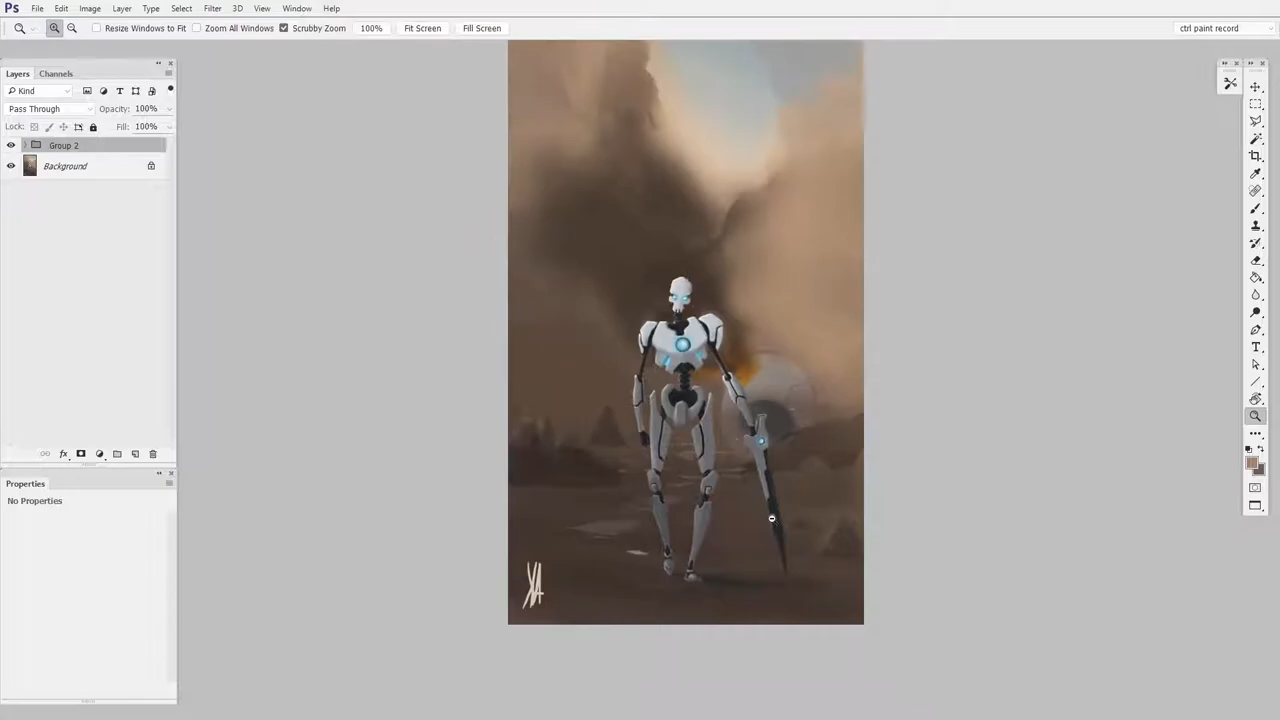 Ps File Edit Image Layer Type Select Filter 3D View Window Help
Resize Windows to Fit Zoom All Windows Scrubby Zoom 100% Fit Screen Fill Screen ctrl paint record
Layers Channels
Kind
Pass Through Opacity: 100%
Lock: Fill: 100%
Group 2
Background
fx
Properties
No Properties